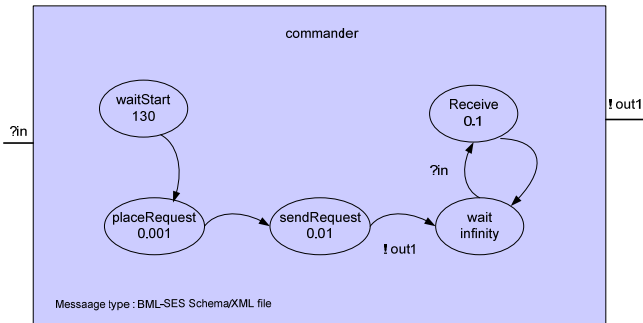 commander
waitStart
130
Receive
0.1
! out1
?in
?in
placeRequest
0.001
sendRequest
0.01
wait
infinity
! out1
Messaage type : BML-SES Schema/XML file